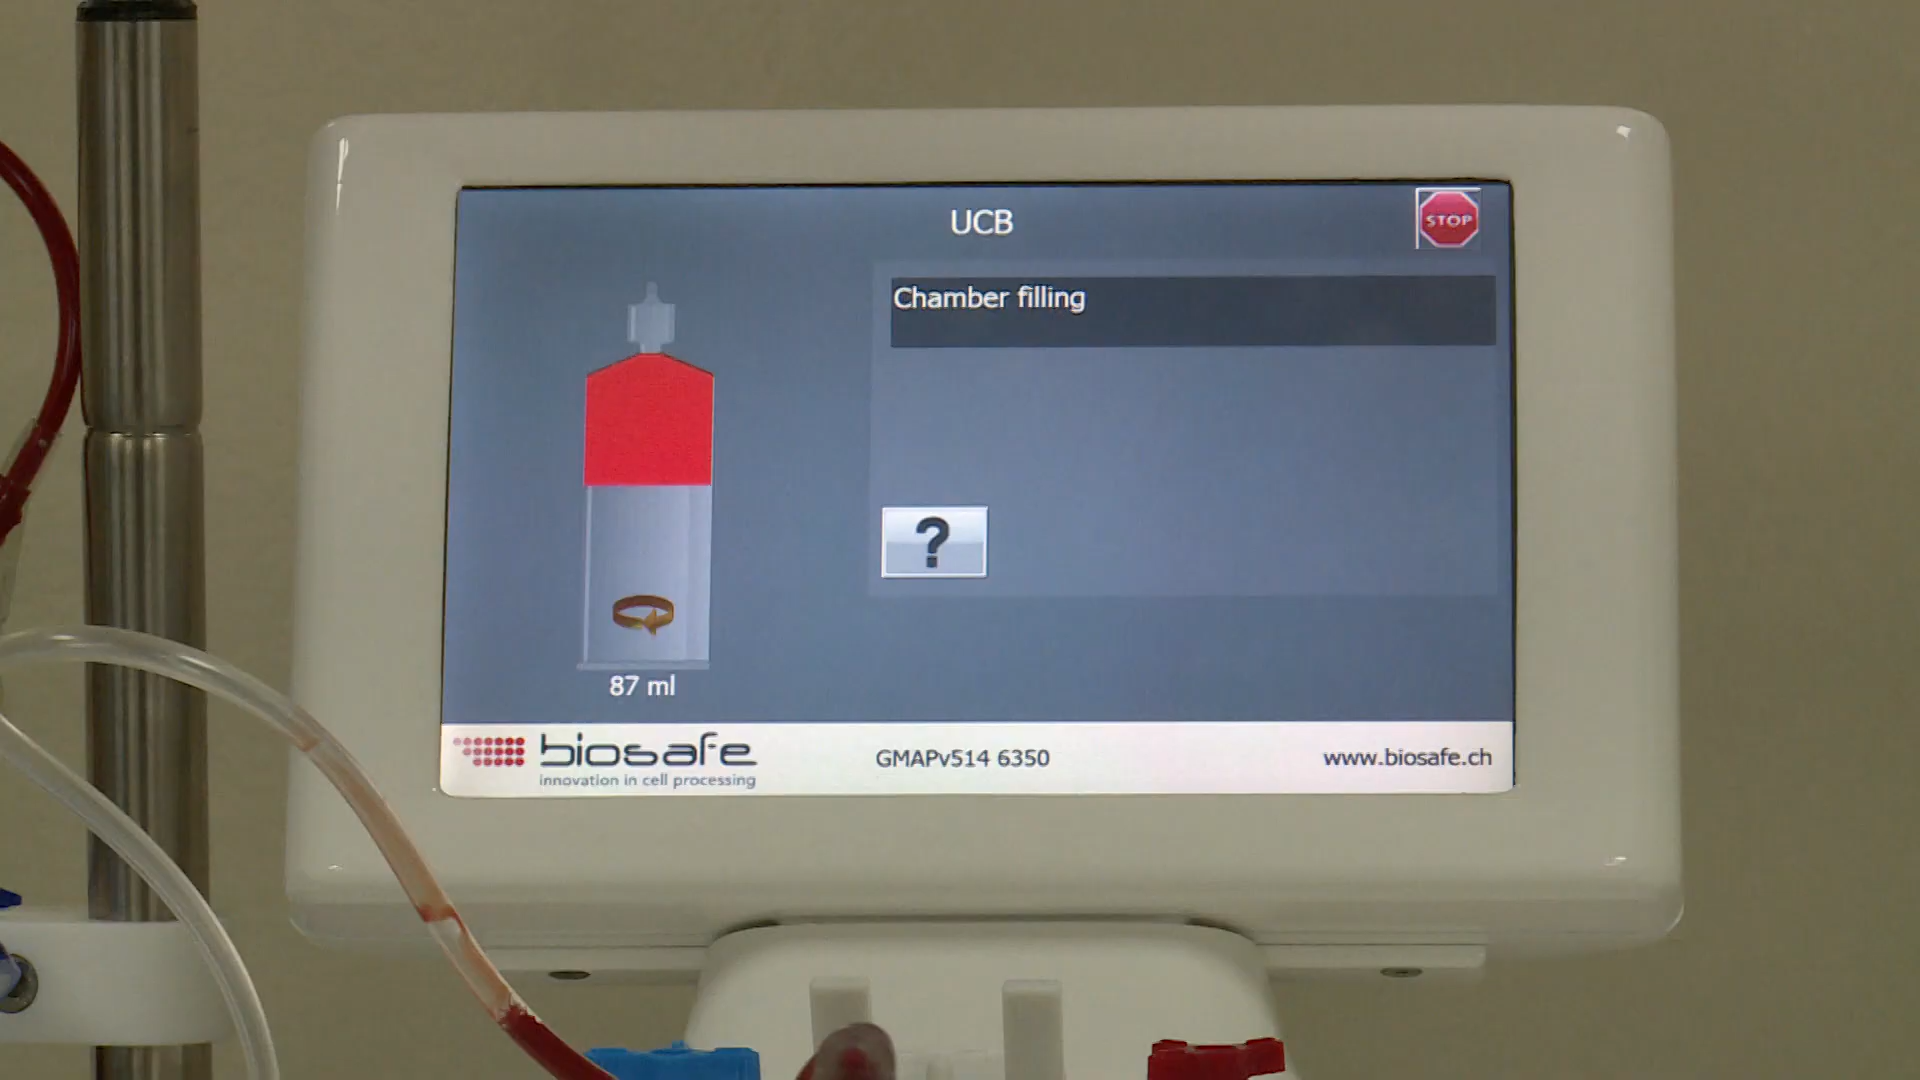 UCB
STOP
Chamber filling
?
87 ml
biosafe
innovation in cell processing
GMAPv514 6350
www.biosafe.ch